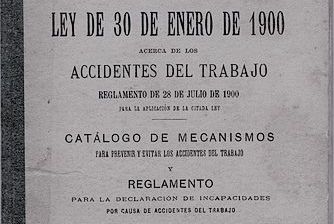 LEY DE 30 DE ENERO DE 1900
ACERCA DE LOS
ACCIDENTES DEL TRABAJO
REGLAMENTO DE 28 DE JULIO DE 1900
PARA LA APLICACIÓN DE LA CITADA LEY
CATÁLOGO DE MECANISMOS
PARA PREVENIR Y EVITAR LOS ACCIDENTES DEL TRABAJO
Y
REGLAMENTO
PARA LA DECLARACIÓN DE INCAPACIDADES
POR CAUSA DE ACCIDENTES DEL TRABAJO